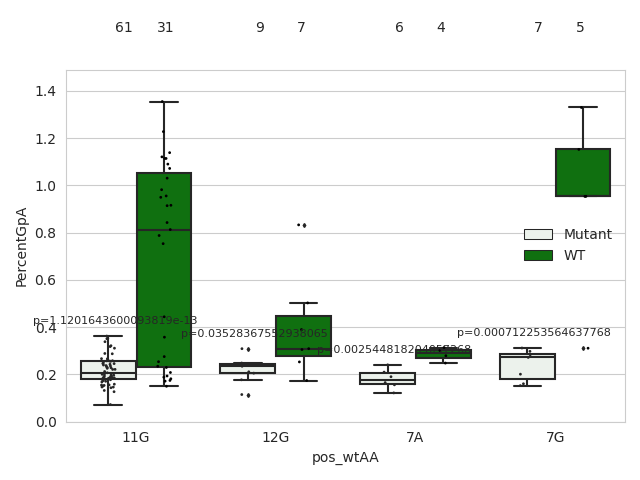 61 31 9 7 6 4 7 5
1.4
1.2
1.0
0.8
0.6
0.4
0.2
0.0
PercentGpA
Mutant
WT
p=1.1201643600093819e-13
p=0.03528367552938065
p=0.000712253564637768
11G 12G 7A 7G
pos_wtAA